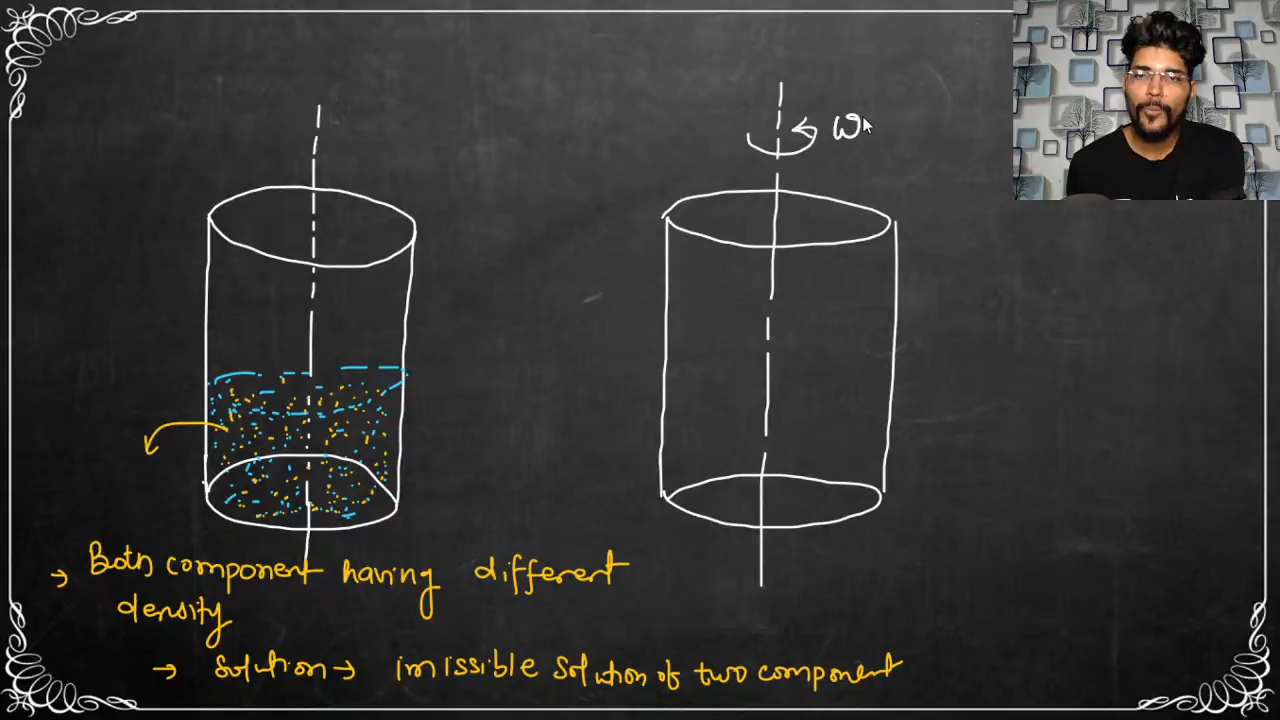 ω
→ Both component having different
density
→ solution → imissible solution of two component